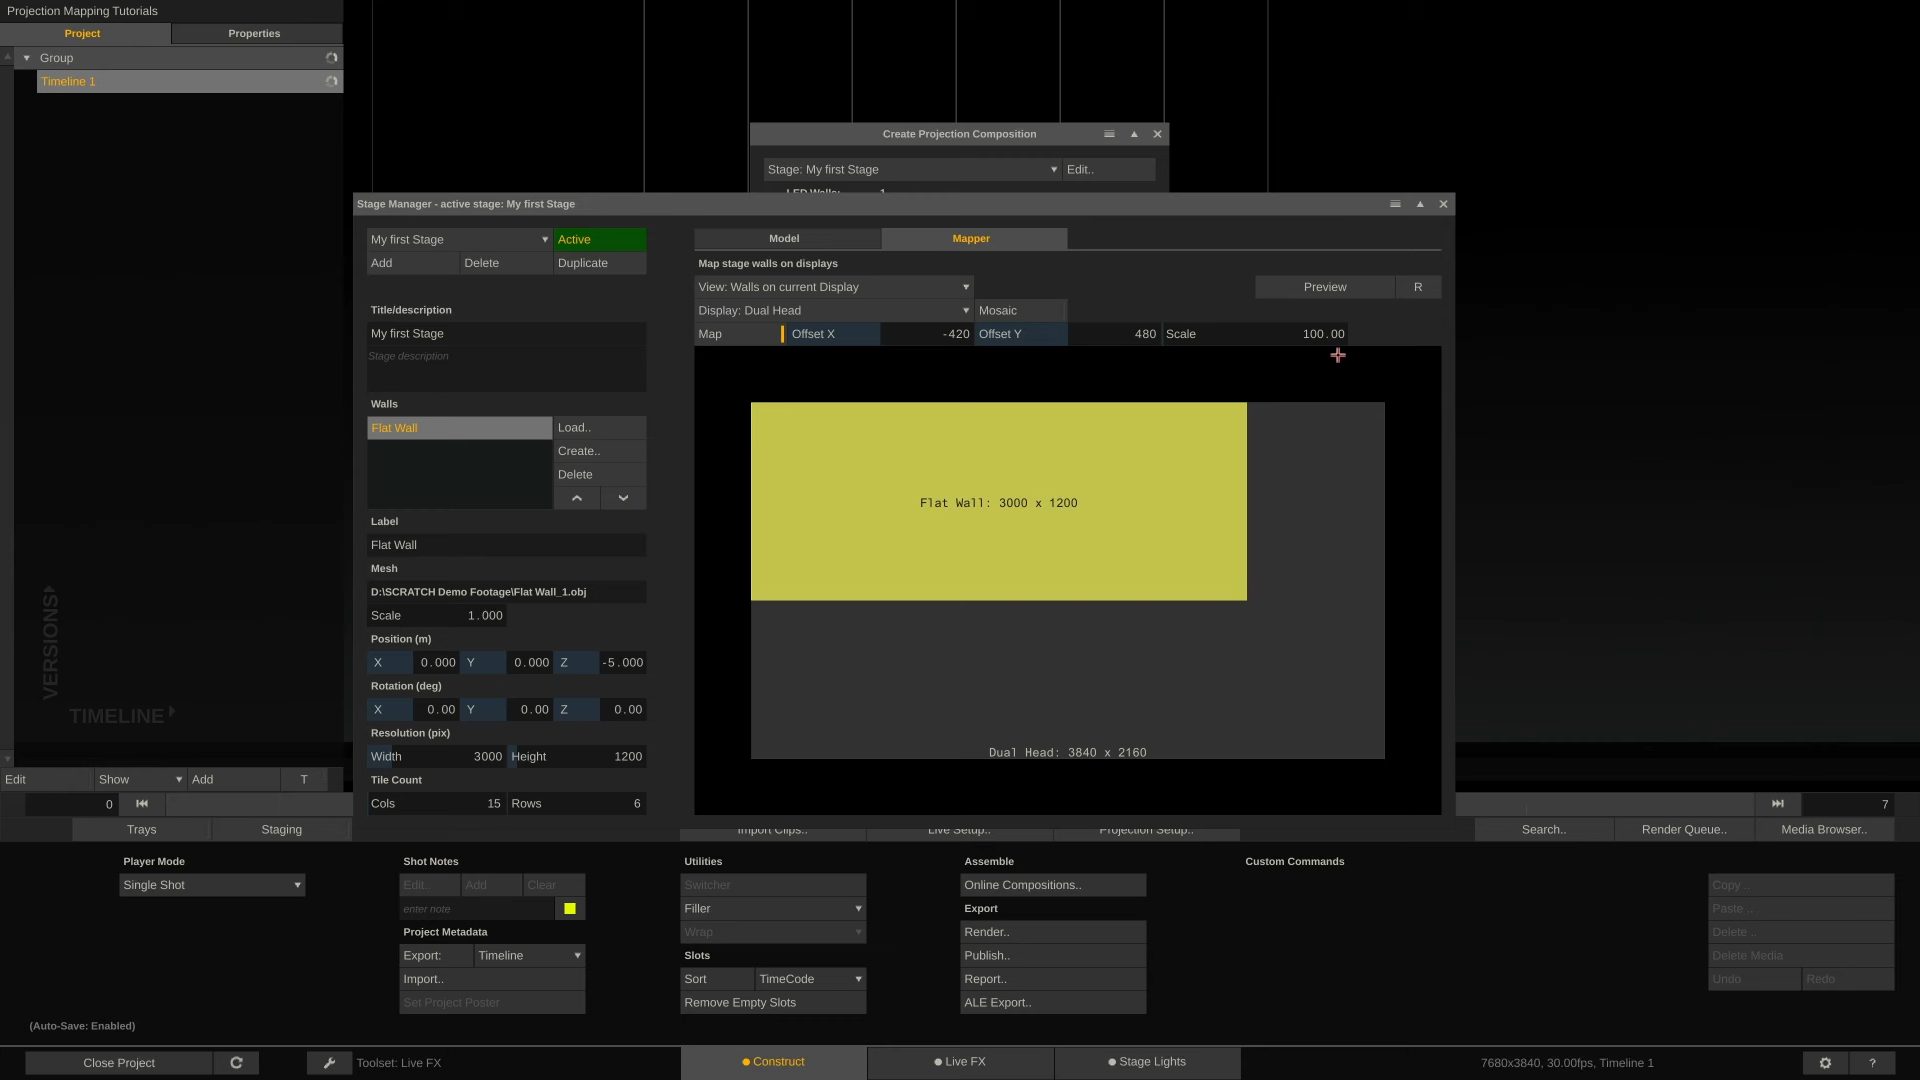 Projection Mapping Tutorials
Project Properties
Group
Timeline 1
VERSIONS
TIMELINE
Create Projection Composition
Stage: My first Stage Edit..
LED Walls: 1
Stage Manager - active stage: My first Stage
My first Stage Active
Add Delete Duplicate
Title/description
My first Stage
Stage description
Walls
Flat Wall Load..
Create..
Delete
Label
Flat Wall
Mesh
D:\SCRATCH Demo Footage\Flat Wall_1.obj
Scale 1.000
Position (m)
X 0.000 Y 0.000 Z -5.000
Rotation (deg)
X 0.00 Y 0.00 Z 0.00
Resolution (pix)
Width 3000 Height 1200
Tile Count
Cols 15 Rows 6
Model Mapper
Map stage walls on displays
View: Walls on current Display Preview R
Display: Dual Head Mosaic
Map Offset X -420 Offset Y 480 Scale 100.00
Flat Wall: 3000 x 1200
Dual Head: 3840 x 2160
Edit Show Add T
0 7
Trays Staging Import Clips.. Live Setup.. Projection Setup.. Search.. Render Queue.. Media Browser..
Player Mode
Single Shot
Shot Notes
Edit.. Add Clear
enter note
Project Metadata
Export: Timeline
Import..
Set Project Poster
Utilities
Switcher
Filler
Wrap
Slots
Sort TimeCode
Remove Empty Slots
Assemble
Online Compositions..
Export
Render..
Publish..
Report..
ALE Export..
Custom Commands
Copy ..
Paste ..
Delete ..
Delete Media
Undo Redo
(Auto-Save: Enabled)
Close Project Toolset: Live FX Construct Live FX Stage Lights 7680x3840, 30.00fps, Timeline 1 ?